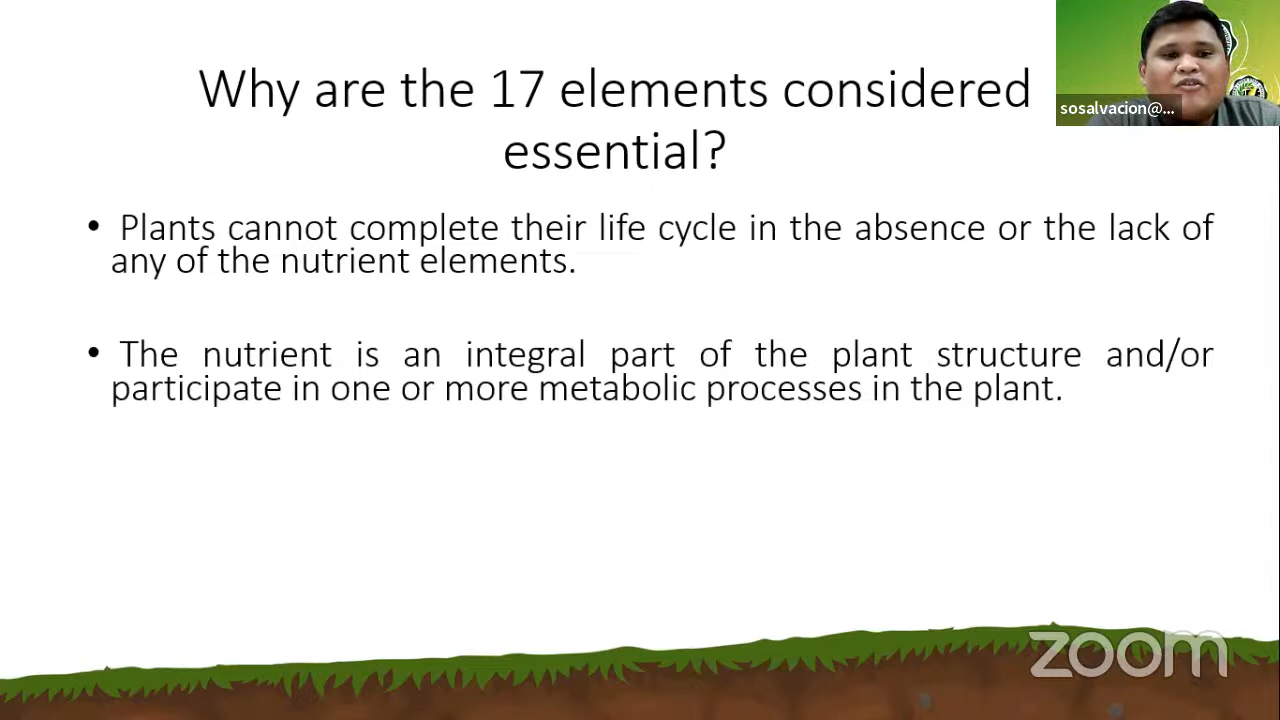 Why are the 17 elements considered
essential?
sosalvacion@...
• Plants cannot complete their life cycle in the absence or the lack of
any of the nutrient elements.
• The nutrient is an integral part of the plant structure and/or
participate in one or more metabolic processes in the plant.
zoom